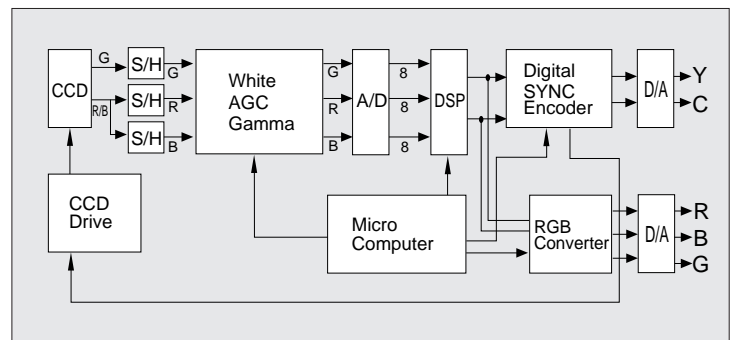 G
S/H
G
White
AGC
Gamma
G
A/D
8
DSP
Digital
SYNC
Encoder
D/A
Y
C
CCD
R/B
S/H
R
R
8
S/H
B
B
8
CCD
Drive
Micro
Computer
RGB
Converter
D/A
R
B
G